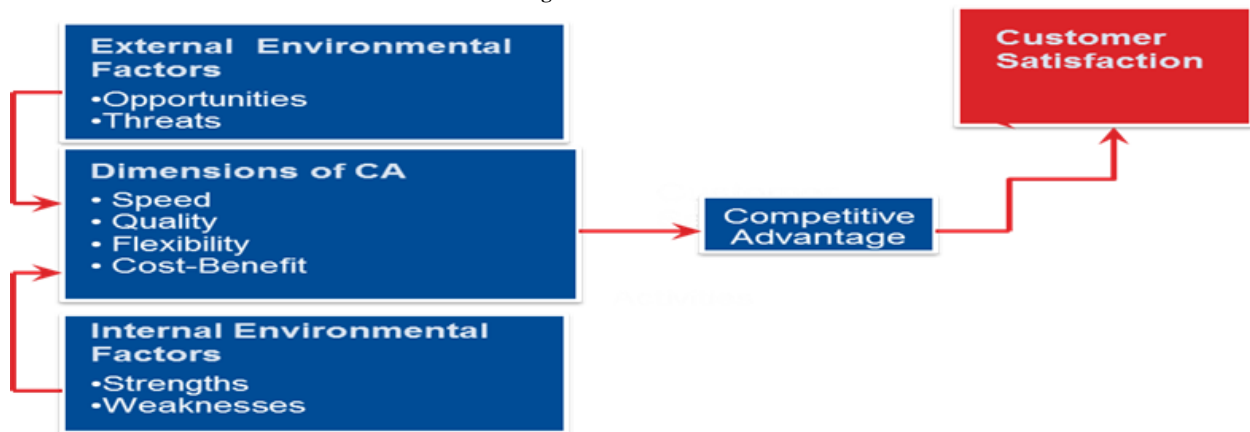 External Environmental
Factors
•Opportunities
•Threats
Dimensions of CA
• Speed
• Quality
• Flexibility
• Cost-Benefit
Internal Environmental
Factors
•Strengths
•Weaknesses
Competitive
Advantage
Customer
Satisfaction